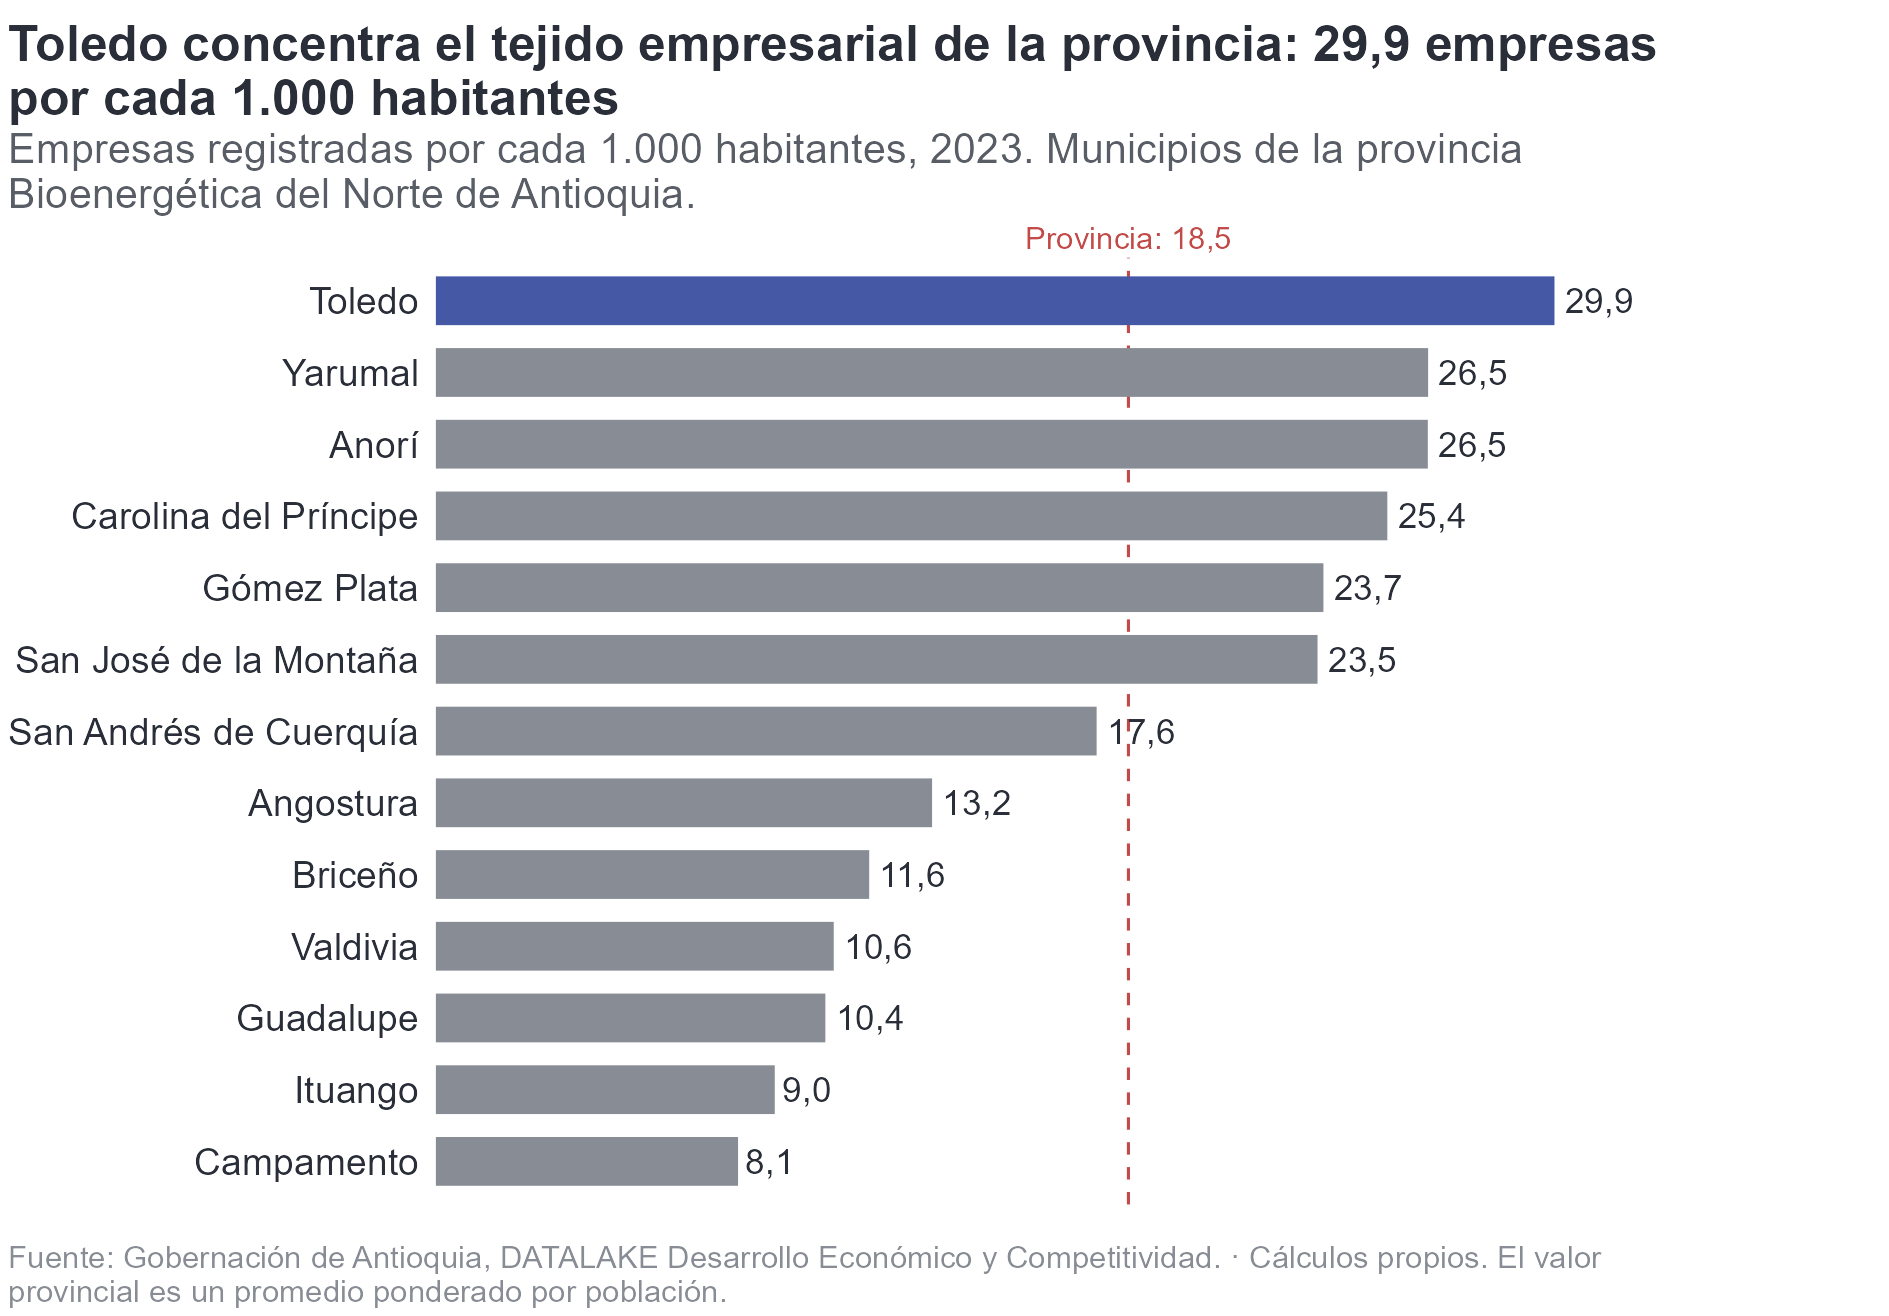 Toledo concentra el tejido empresarial de la provincia: 29,9 empresas
por cada 1.000 habitantes
Empresas registradas por cada 1.000 habitantes, 2023. Municipios de la provincia
Bioenergética del Norte de Antioquia.
Provincia: 18,5
Toledo 29,9
Yarumal 26,5
Anorí 26,5
Carolina del Príncipe 25,4
Gómez Plata 23,7
San José de la Montaña 23,5
San Andrés de Cuerquía 17,6
Angostura 13,2
Briceño 11,6
Valdivia 10,6
Guadalupe 10,4
Ituango 9,0
Campamento 8,1
Fuente: Gobernación de Antioquia, DATALAKE Desarrollo Económico y Competitividad. · Cálculos propios. El valor
provincial es un promedio ponderado por población.